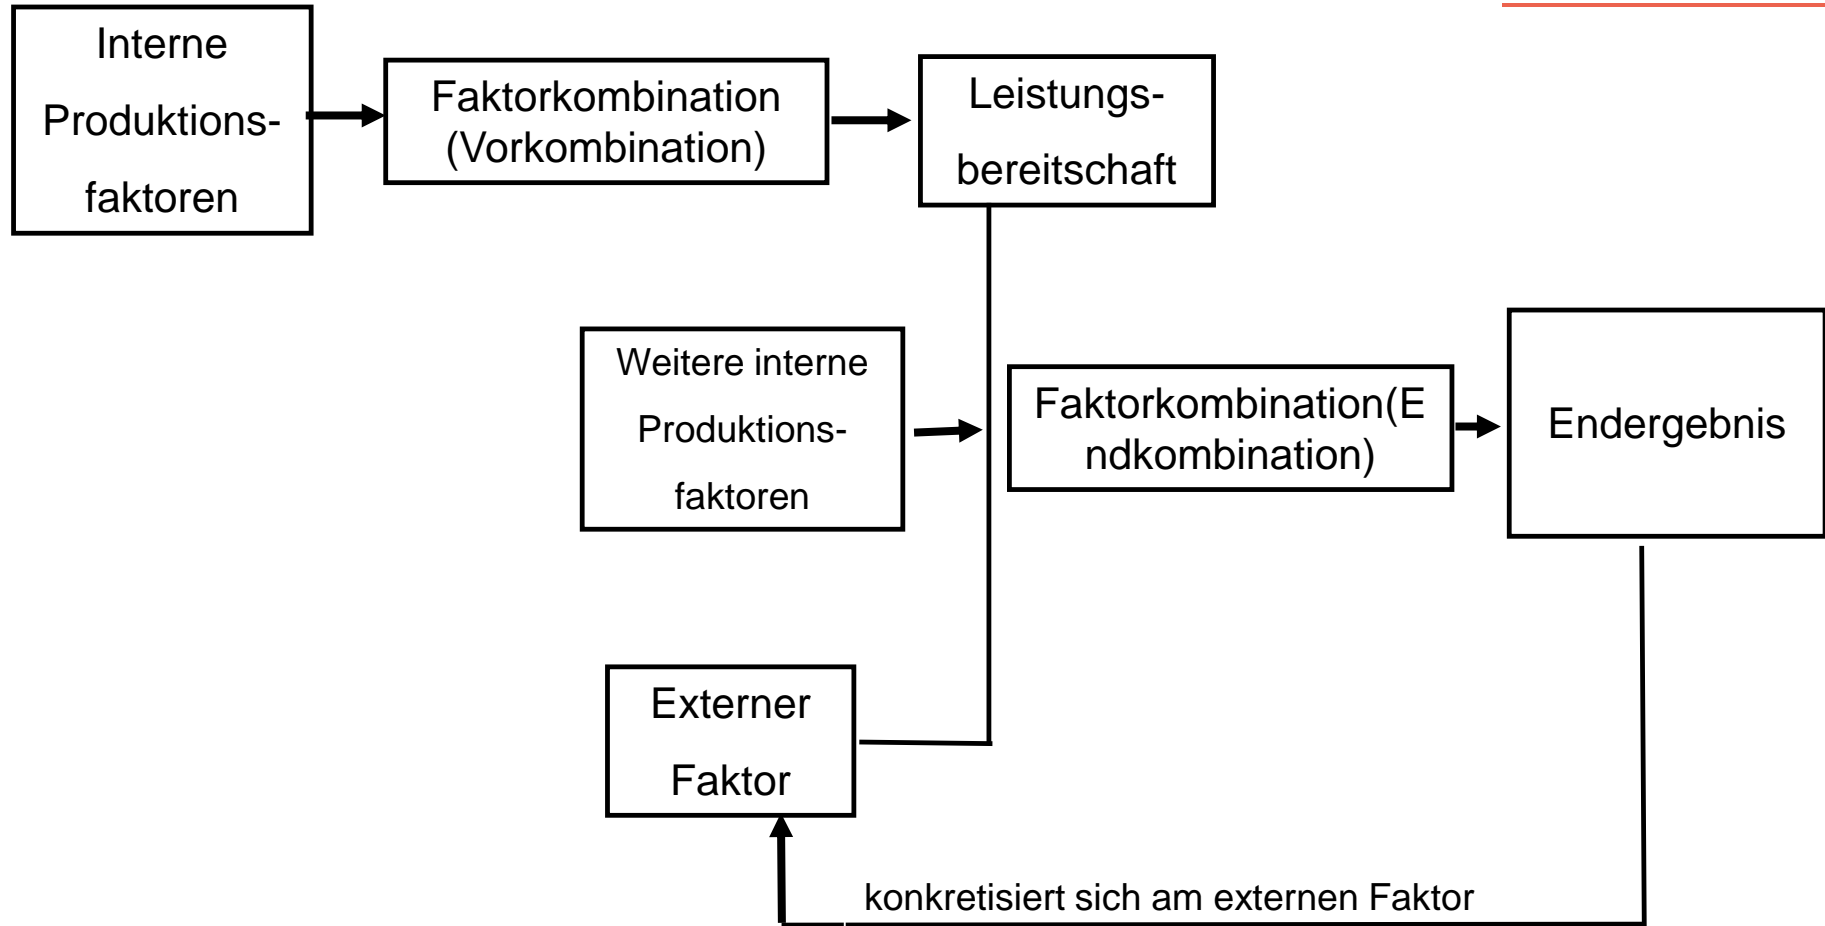 Interne
Produktions-
faktoren
Faktorkombination
(Vorkombination)
Leistungs-
bereitschaft
Weitere interne
Produktions-
faktoren
Faktorkombination(E
ndkombination)
Endergebnis
Externer
Faktor
konkretisiert sich am externen Faktor